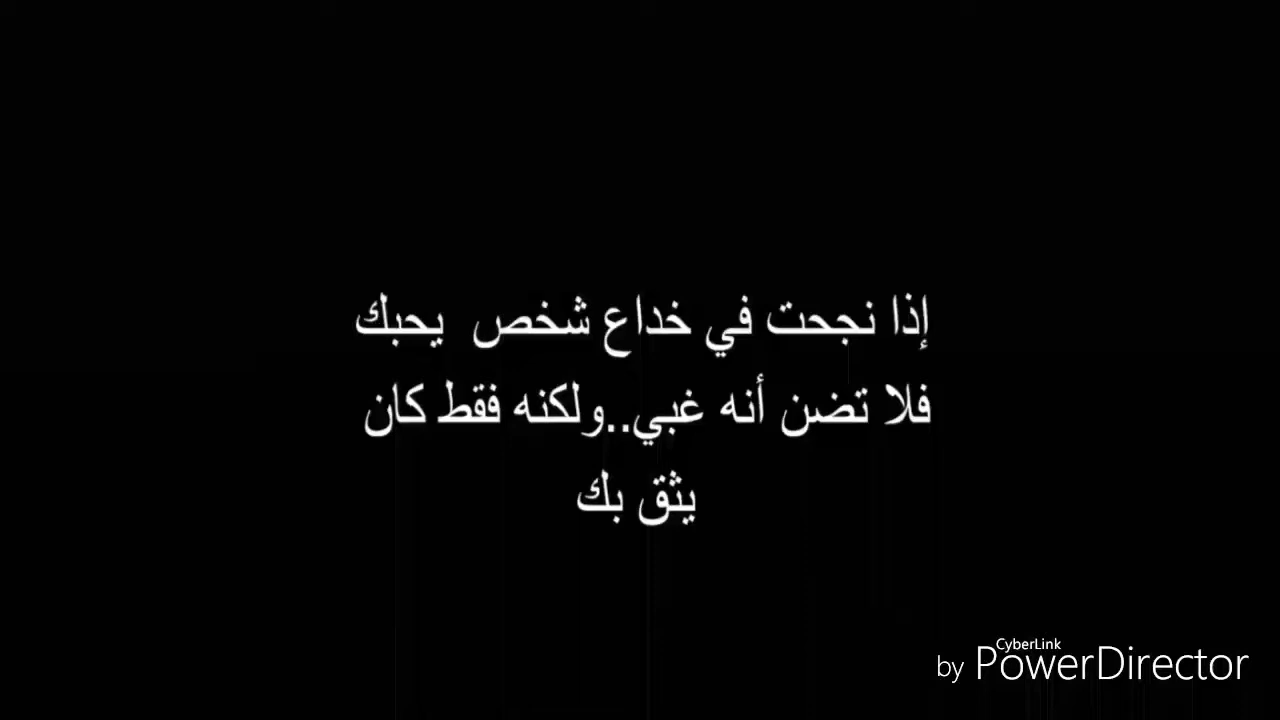 إذا نجحت في خداع شخص يحبك
فلا تضن أنه غبي..ولكنه فقط كان
يثق بك
CyberLink
by PowerDirector